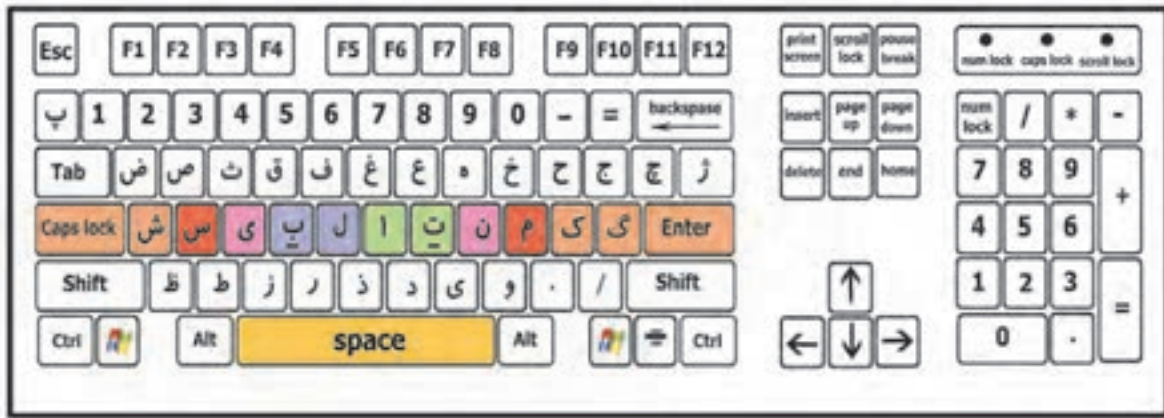 Esc F1 F2 F3 F4 F5 F6 F7 F8 F9 F10 F11 F12 print screen scroll lock pouse break num lock caps lock scroll lock
پ 1 2 3 4 5 6 7 8 9 0 - = backspase insert page up page down num lock / * -
Tab ض ص ث ق ف غ ع ه خ ح ج چ ژ delete end home 7 8 9 +
Caps lock ش س ی ب ل ا ت ن م ک گ Enter 4 5 6
Shift ظ ط ز ر ذ د ی و . / Shift 1 2 3 =
Ctrl Alt space Alt Ctrl 0 .